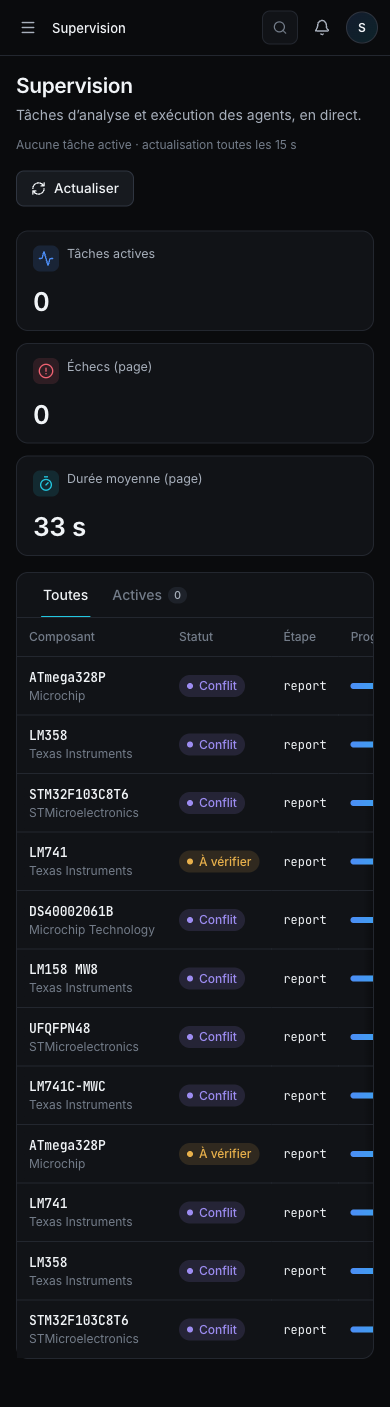 Supervision
S
Supervision
Tâches d'analyse et exécution des agents, en direct.
Aucune tâche active · actualisation toutes les 15 s
Actualiser
Tâches actives
0
Échecs (page)
0
Durée moyenne (page)
33 s
Toutes Actives 0
Composant Statut Étape Prog
ATmega328P
Microchip
Conflit report
LM358
Texas Instruments
Conflit report
STM32F103C8T6
STMicroelectronics
Conflit report
LM741
Texas Instruments
À vérifier report
DS40002061B
Microchip Technology
Conflit report
LM158 MW8
Texas Instruments
Conflit report
UFQFPN48
STMicroelectronics
Conflit report
LM741C-MWC
Texas Instruments
Conflit report
ATmega328P
Microchip
À vérifier report
LM741
Texas Instruments
Conflit report
LM358
Texas Instruments
Conflit report
STM32F103C8T6
STMicroelectronics
Conflit report